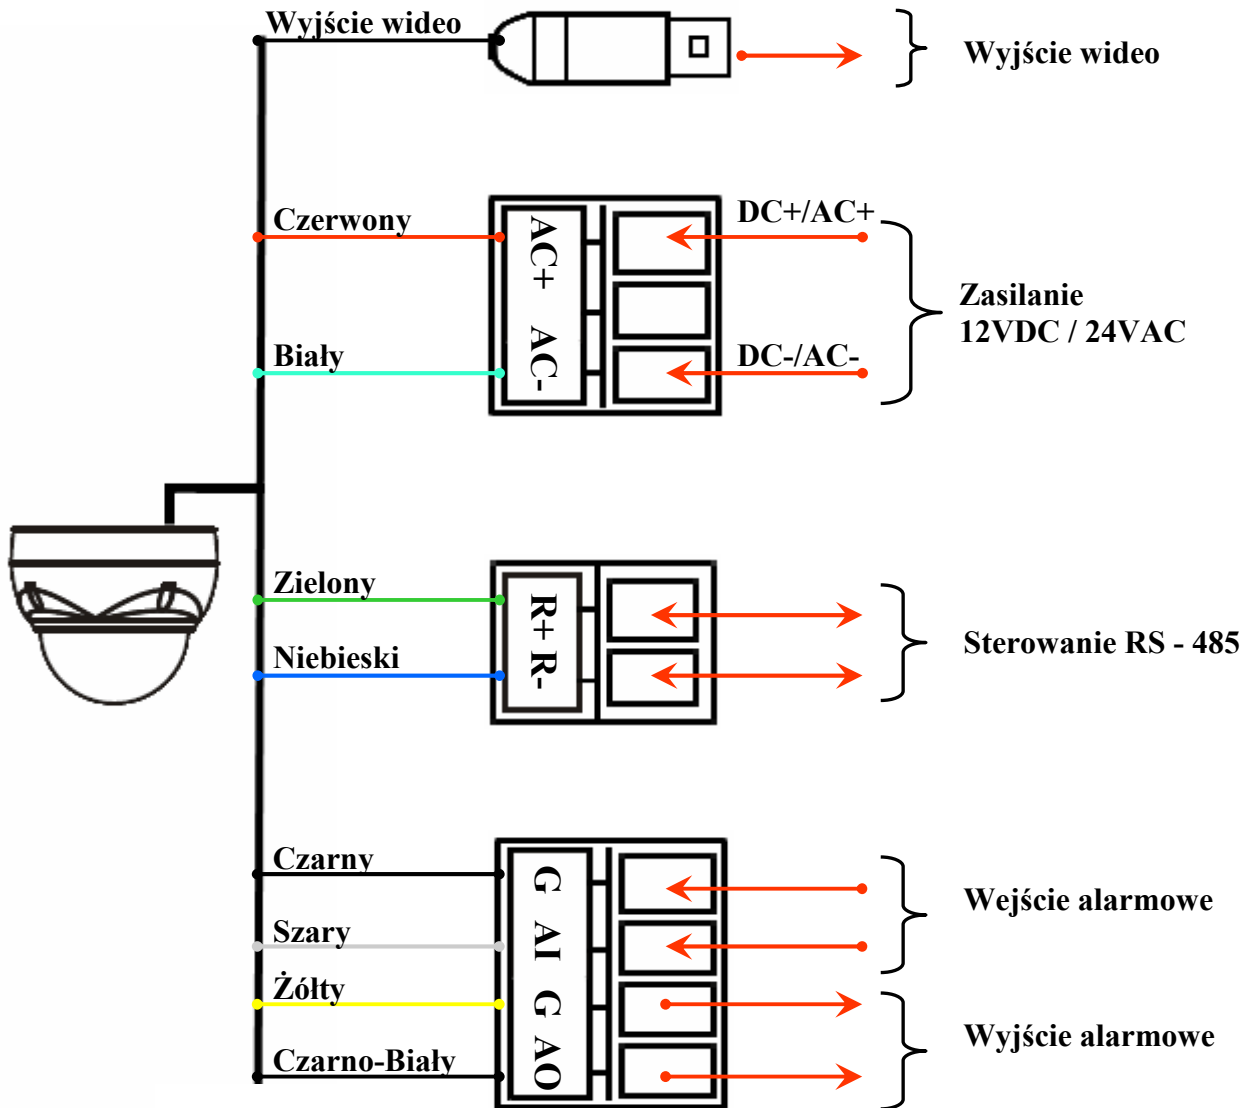 Wyjście wideo
Wyjście wideo
Czerwony
AC+
DC+/AC+
Zasilanie
12VDC / 24VAC
Biały
AC-
DC-/AC-
Zielony
R+
Niebieski
R-
Sterowanie RS - 485
Czarny
G
Wejście alarmowe
Szary
AI
Żółty
G
Wyjście alarmowe
Czarno-Biały
AO